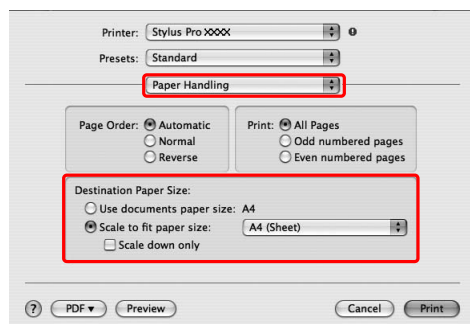 Printer: Stylus Pro XXXX
Presets: Standard
Paper Handling
Page Order: Automatic
Normal
Reverse
Print: All Pages
Odd numbered pages
Even numbered pages
Destination Paper Size:
Use documents paper size: A4
Scale to fit paper size: A4 (Sheet)
Scale down only
? PDF ▼ Preview Cancel Print